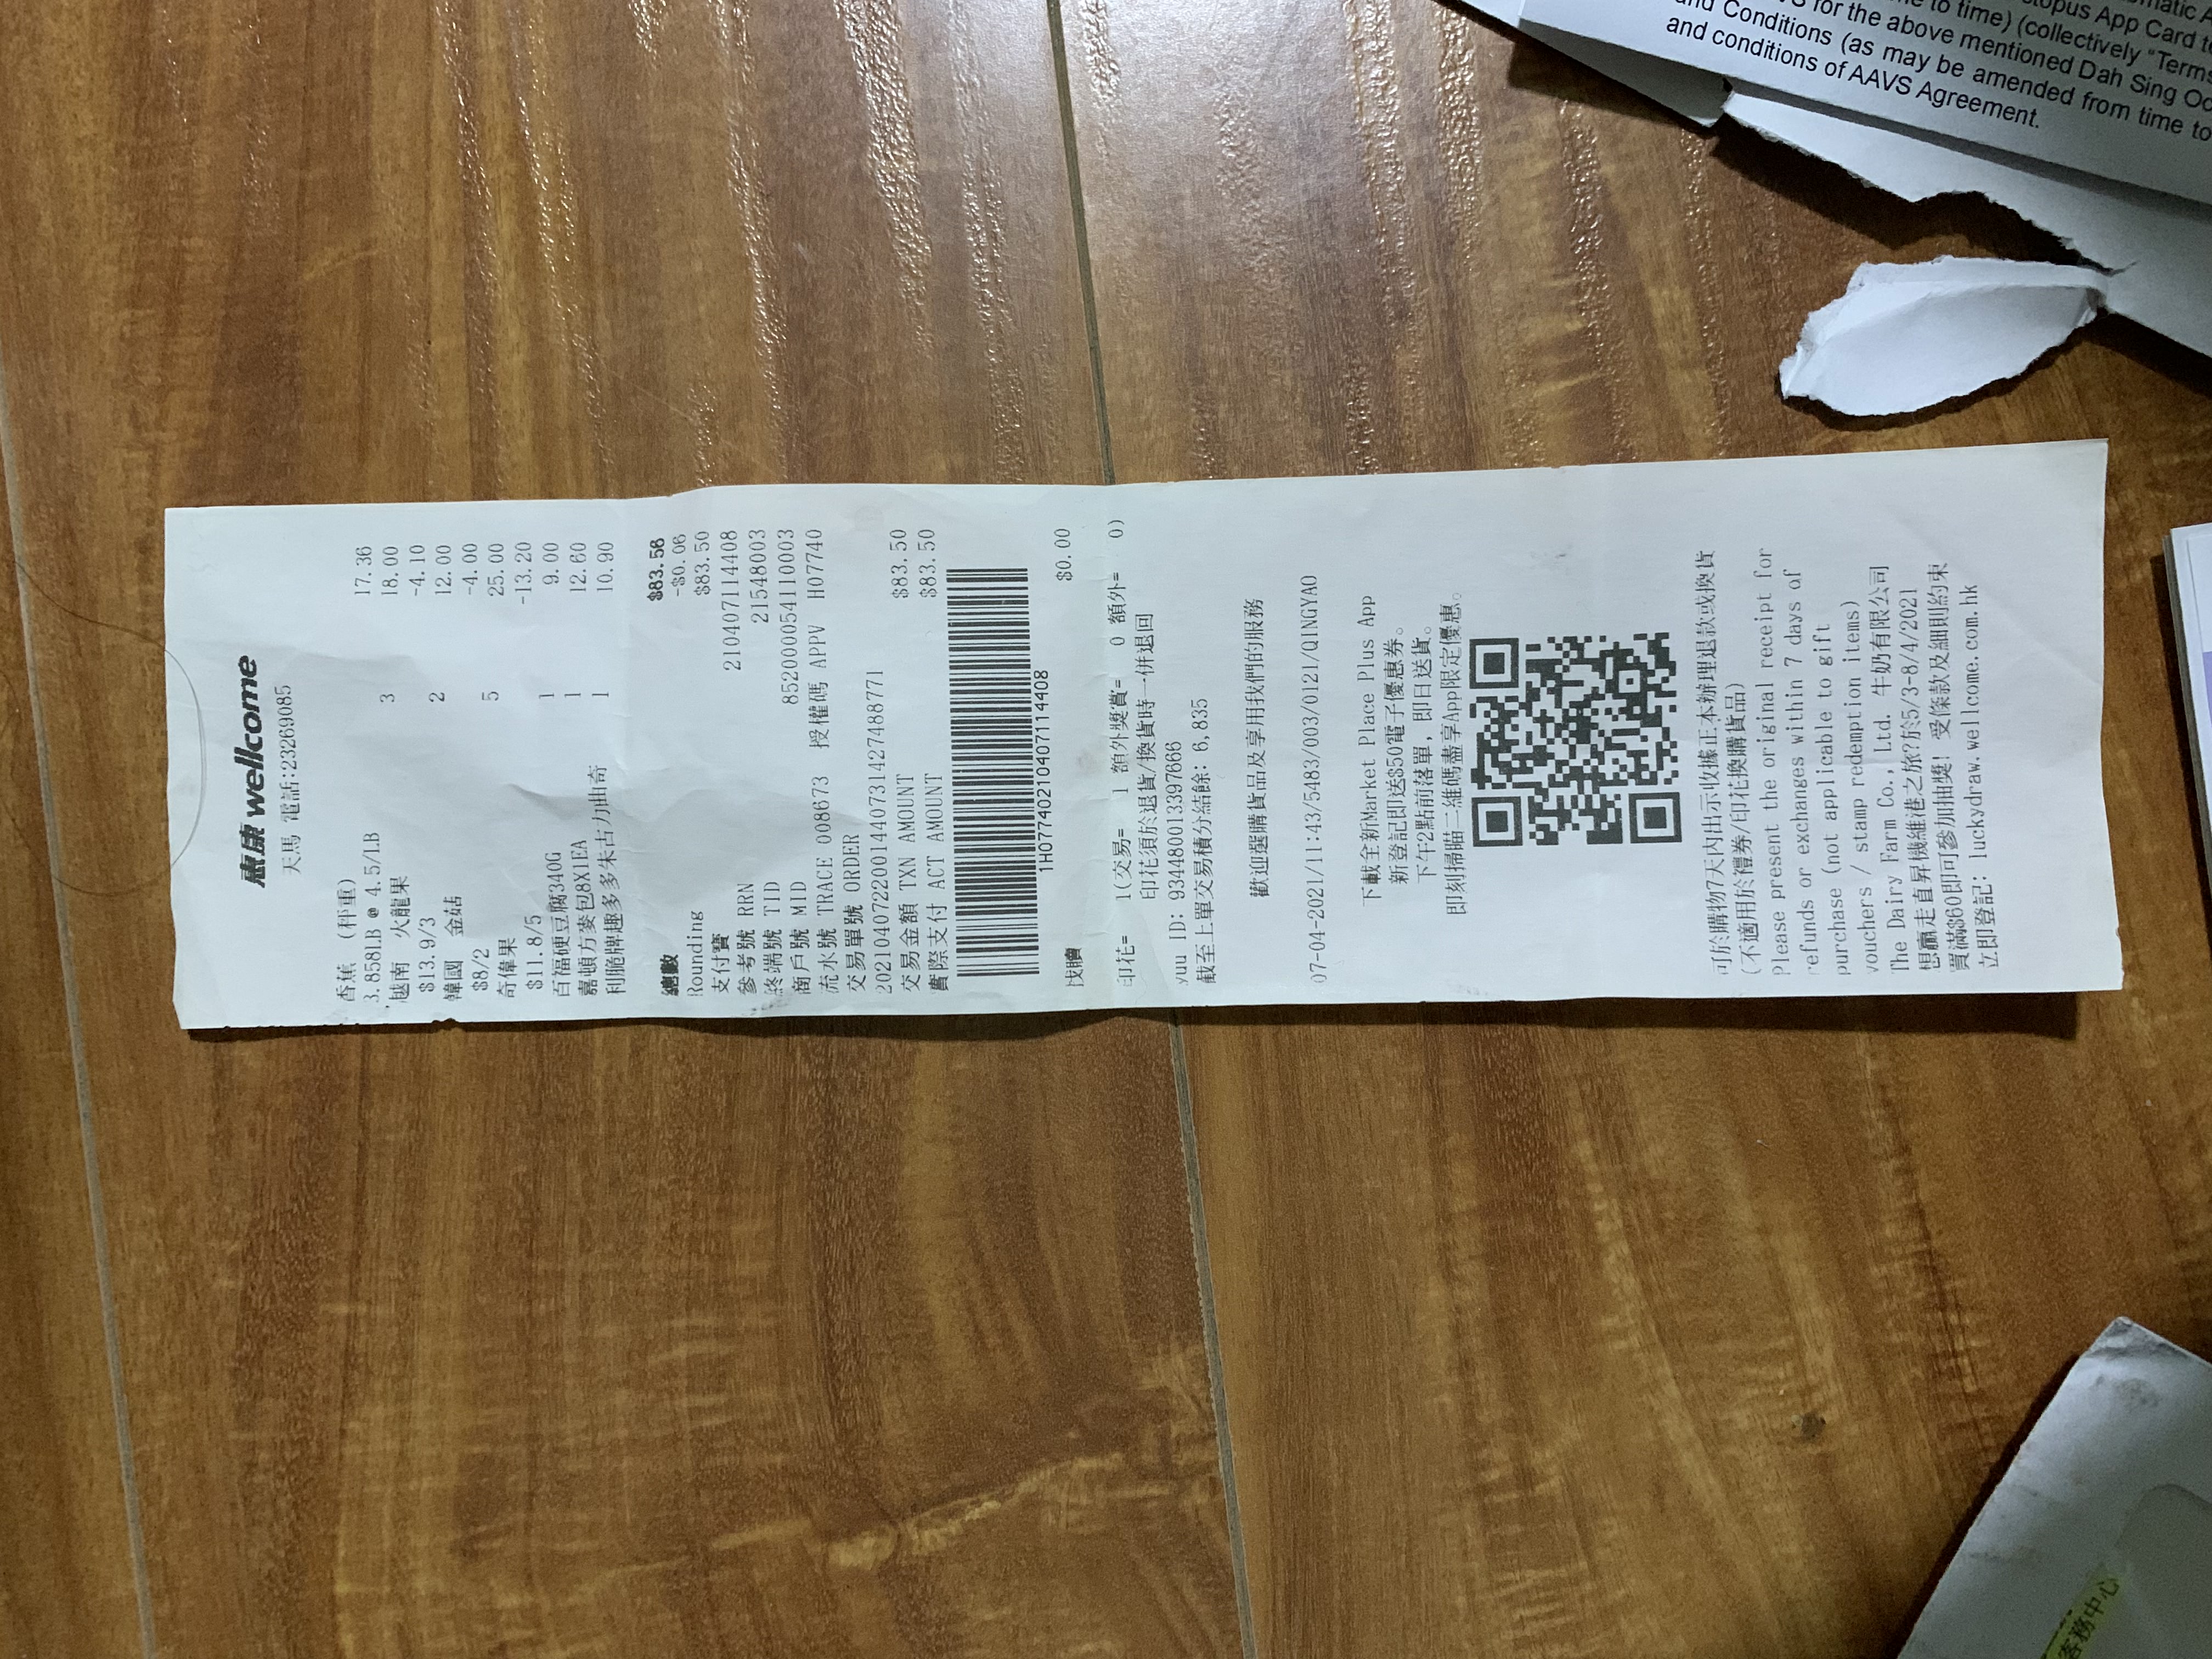 惠康 wellcome
天馬 電話:23269085
香蕉 (秤重)
3.858LB @ 4.5/LB 17.36
越南 火龍果 3 18.00
$13.9/3 -4.10
韓國 金菇 2 12.00
$8/2 -4.00
奇偉果 5 25.00
$11.8/5 -13.20
百福硬豆腐340G 1 9.00
嘉頓方麥包8X1EA 1 12.60
利脆牌趣多多朱古力曲奇 1 10.90
總數 $83.56
Rounding -$0.06
支付寶 $83.50
參考號 RRN 210407114408
終端號 TID 21548003
商戶號 MID 852000054110003
流水號 TRACE 008673 授權碼 APPV H07740
交易單號 ORDER
2021040722001440731427488771
交易金額 TXN AMOUNT $83.50
實際支付 ACT AMOUNT $83.50
1H07740210407114408
找贖 $0.00
印花= 1(交易= 1 額外獎賞= 0 額外= 0)
印花須於退貨/換貨時一併退回
yuu ID: 934480013397666
截至上單交易積分結餘: 6,835
歡迎選購貨品及享用我們的服務
07-04-2021/11:43/5483/003/0121/QINGYAO
下載全新Market Place Plus App
新登記即送$50電子優惠券。
下午2點前落單, 即日送貨。
即刻掃瞄二維碼盡享App限定優惠。
可於購物7天內出示收據正本辦理退款或換貨
(不適用於禮券/印花換購貨品)
Please present the original receipt for
refunds or exchanges within 7 days of
purchase (not applicable to gift
vouchers / stamp redemption items)
The Dairy Farm Co., Ltd. 牛奶有限公司
想贏走直昇機維港之旅?於5/3-8/4/2021
買滿$60即可參加抽獎! 受條款及細則約束
立即登記: luckydraw.wellcome.com.hk
客務中心
App Card
time) (collectively "Term
for the above mentioned Dah Sing Oc
and Conditions (as may be amended from time to
and conditions of AAVS Agreement.